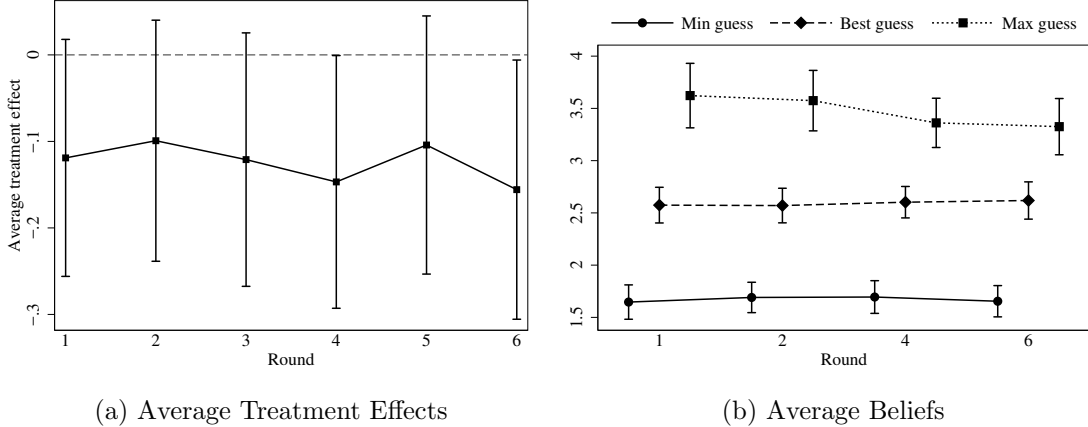 Average treatment effect
0
-.1
-.2
-.3
1 2 3 4 5 6
Round
(a) Average Treatment Effects
Min guess Best guess Max guess
4
3.5
3
2.5
2
1.5
1 2 4 6
Round
(b) Average Beliefs